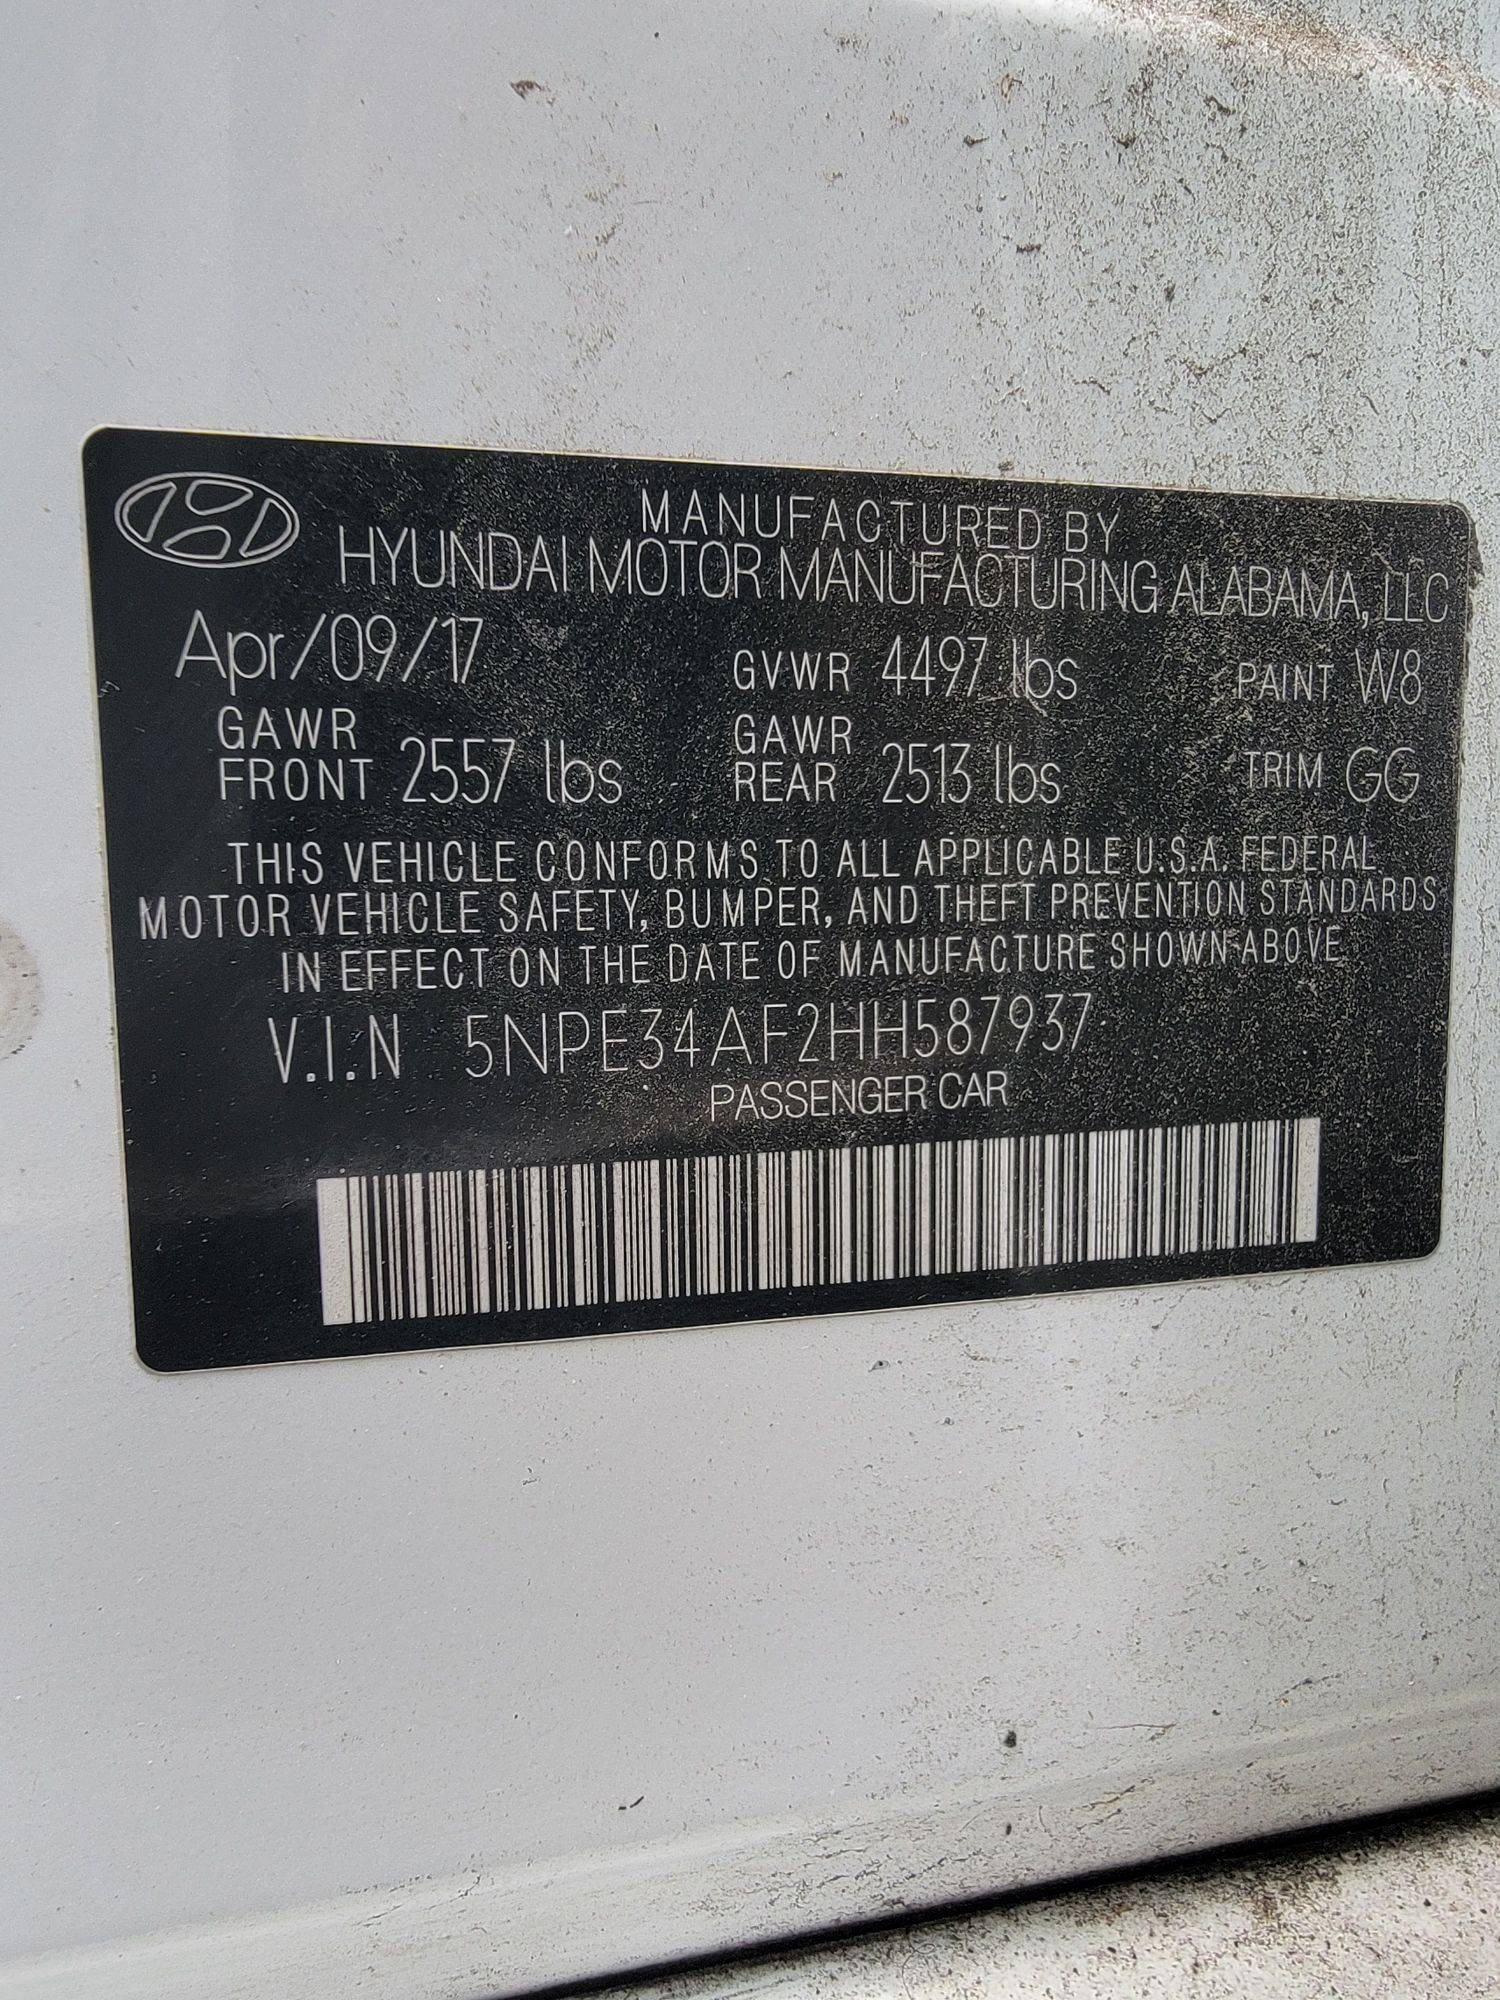 MANUFACTURED BY
HYUNDAI MOTOR MANUFACTURING ALABAMA, LLC
Apr/09/17 GVWR 4497 lbs PAINT W8
GAWR FRONT 2557 lbs GAWR REAR 2513 lbs TRIM GG
THIS VEHICLE CONFORMS TO ALL APPLICABLE U.S.A. FEDERAL
MOTOR VEHICLE SAFETY, BUMPER, AND THEFT PREVENTION STANDARDS
IN EFFECT ON THE DATE OF MANUFACTURE SHOWN ABOVE.
V.I.N 5NPE34AF2HH587937
PASSENGER CAR